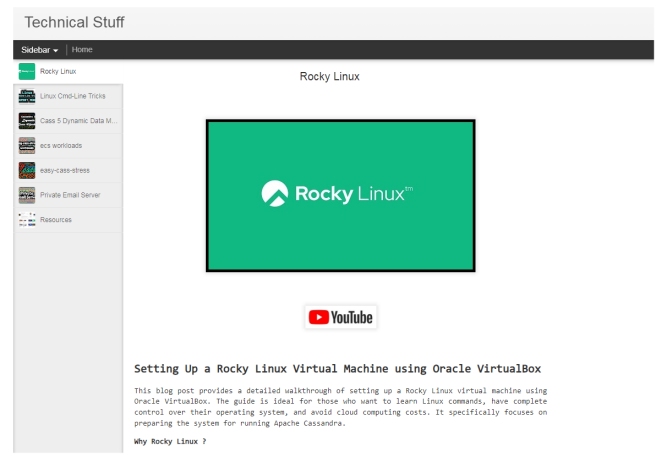 Technical Stuff
Sidebar Home
Rocky Linux
Linux Cmd-Line Tricks
Cass 5 Dynamic Data M...
ecs workloads
easy-cass-stress
Private Email Server
Resources
Rocky Linux
Rocky Linux™
YouTube
Setting Up a Rocky Linux Virtual Machine using Oracle VirtualBox
This blog post provides a detailed walkthrough of setting up a Rocky Linux virtual machine using
Oracle VirtualBox. The guide is ideal for those who want to learn Linux commands, have complete
control over their operating system, and avoid cloud computing costs. It specifically focuses on
preparing the system for running Apache Cassandra.
Why Rocky Linux ?